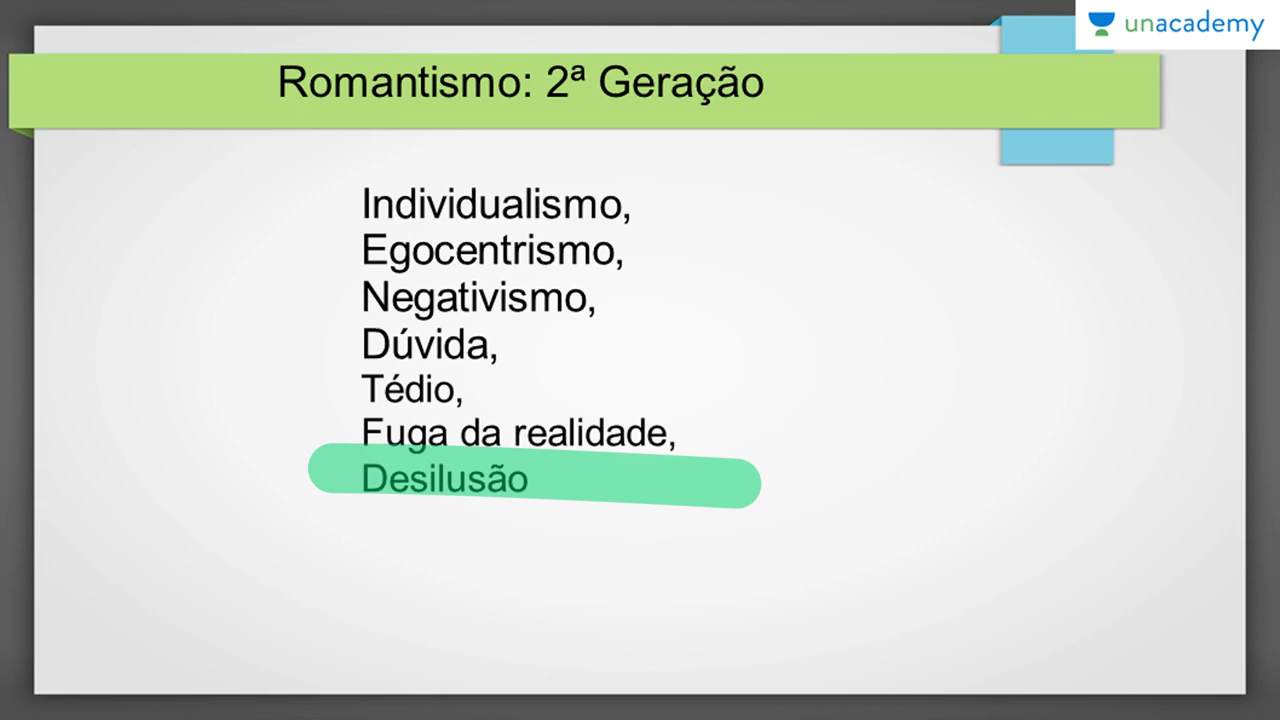 unacademy
Romantismo: 2ª Geração
Individualismo,
Egocentrismo,
Negativismo,
Dúvida,
Tédio,
Fuga da realidade,
Desilusão